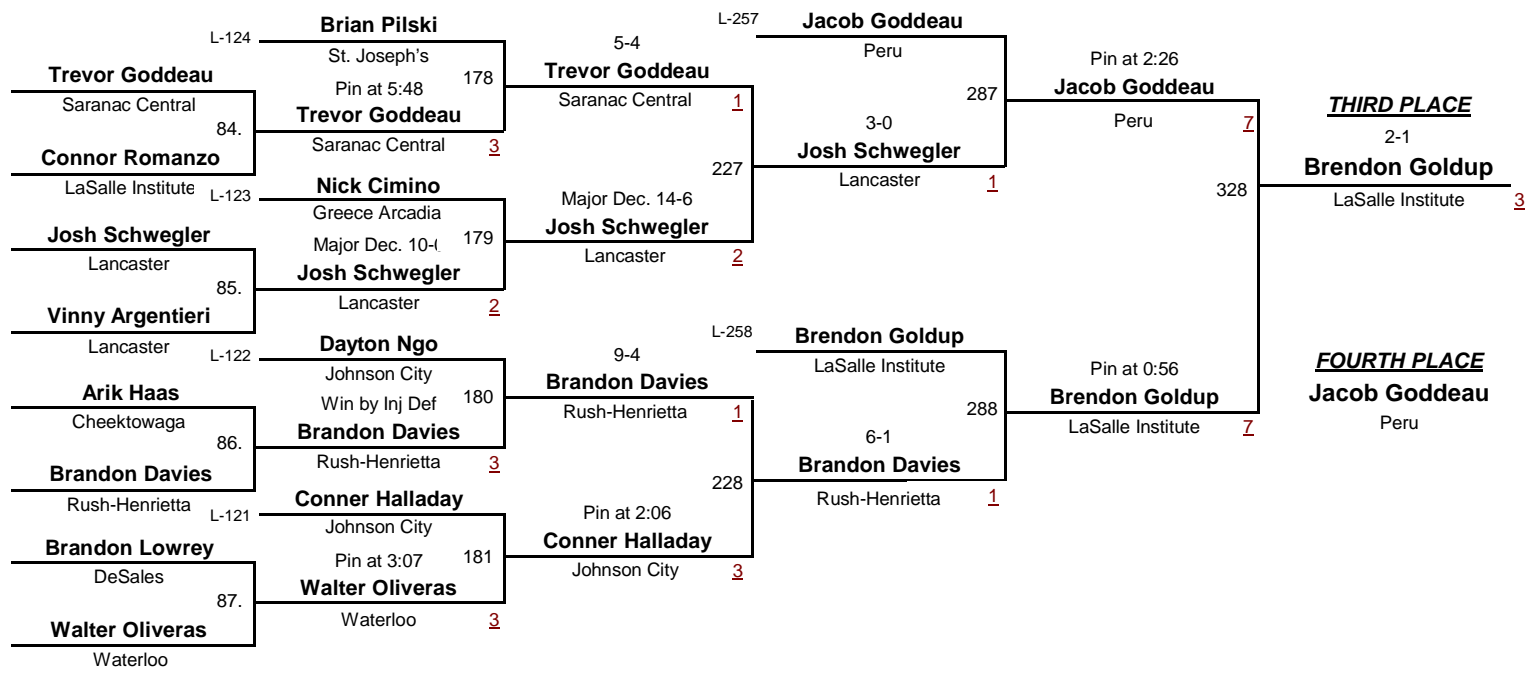 L-124
Brian Pilski
St. Joseph's
Trevor Goddeau
Saranac Central
84.
Connor Romanzo
LaSalle Institute
Pin at 5:48
178
Trevor Goddeau
Saranac Central
3
L-123
Nick Cimino
Greece Arcadia
Josh Schwegler
Lancaster
85.
Vinny Argentieri
Lancaster
Major Dec. 10-(
179
Josh Schwegler
Lancaster
2
L-122
Dayton Ngo
Johnson City
Arik Haas
Cheektowaga
86.
Brandon Davies
Rush-Henrietta
Win by Inj Def
180
Brandon Davies
Rush-Henrietta
3
L-121
Conner Halladay
Johnson City
Brandon Lowrey
DeSales
87.
Walter Oliveras
Waterloo
Pin at 3:07
181
Walter Oliveras
Waterloo
3
5-4
Trevor Goddeau
Saranac Central
1
227
Major Dec. 14-6
Josh Schwegler
Lancaster
2
9-4
Brandon Davies
Rush-Henrietta
1
228
Pin at 2:06
Conner Halladay
Johnson City
3
L-257
Jacob Goddeau
Peru
287
3-0
Josh Schwegler
Lancaster
1
L-258
Brendon Goldup
LaSalle Institute
288
6-1
Brandon Davies
Rush-Henrietta
1
Pin at 2:26
Jacob Goddeau
Peru
7
328
Pin at 0:56
Brendon Goldup
LaSalle Institute
7
THIRD PLACE
2-1
Brendon Goldup
LaSalle Institute
3
FOURTH PLACE
Jacob Goddeau
Peru